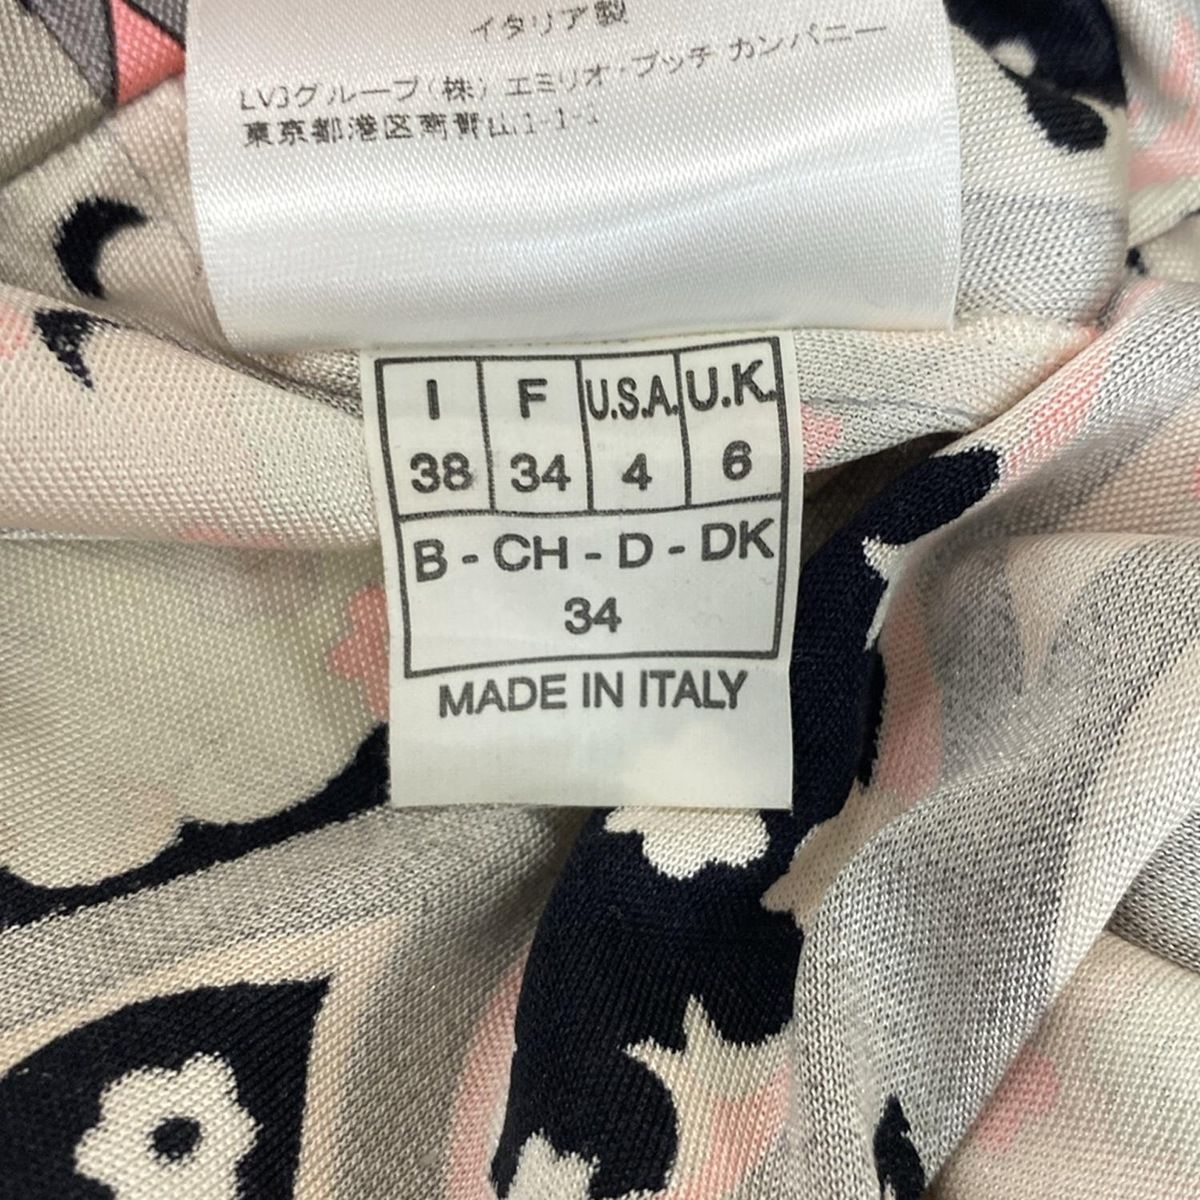 イタリア製
LVJグループ(株) エミリオ・プッチ カンパニー
東京都港区南青山1-1-1
I F U.S.A. U.K.
38 34 4 6
B - CH - D - DK
34
MADE IN ITALY